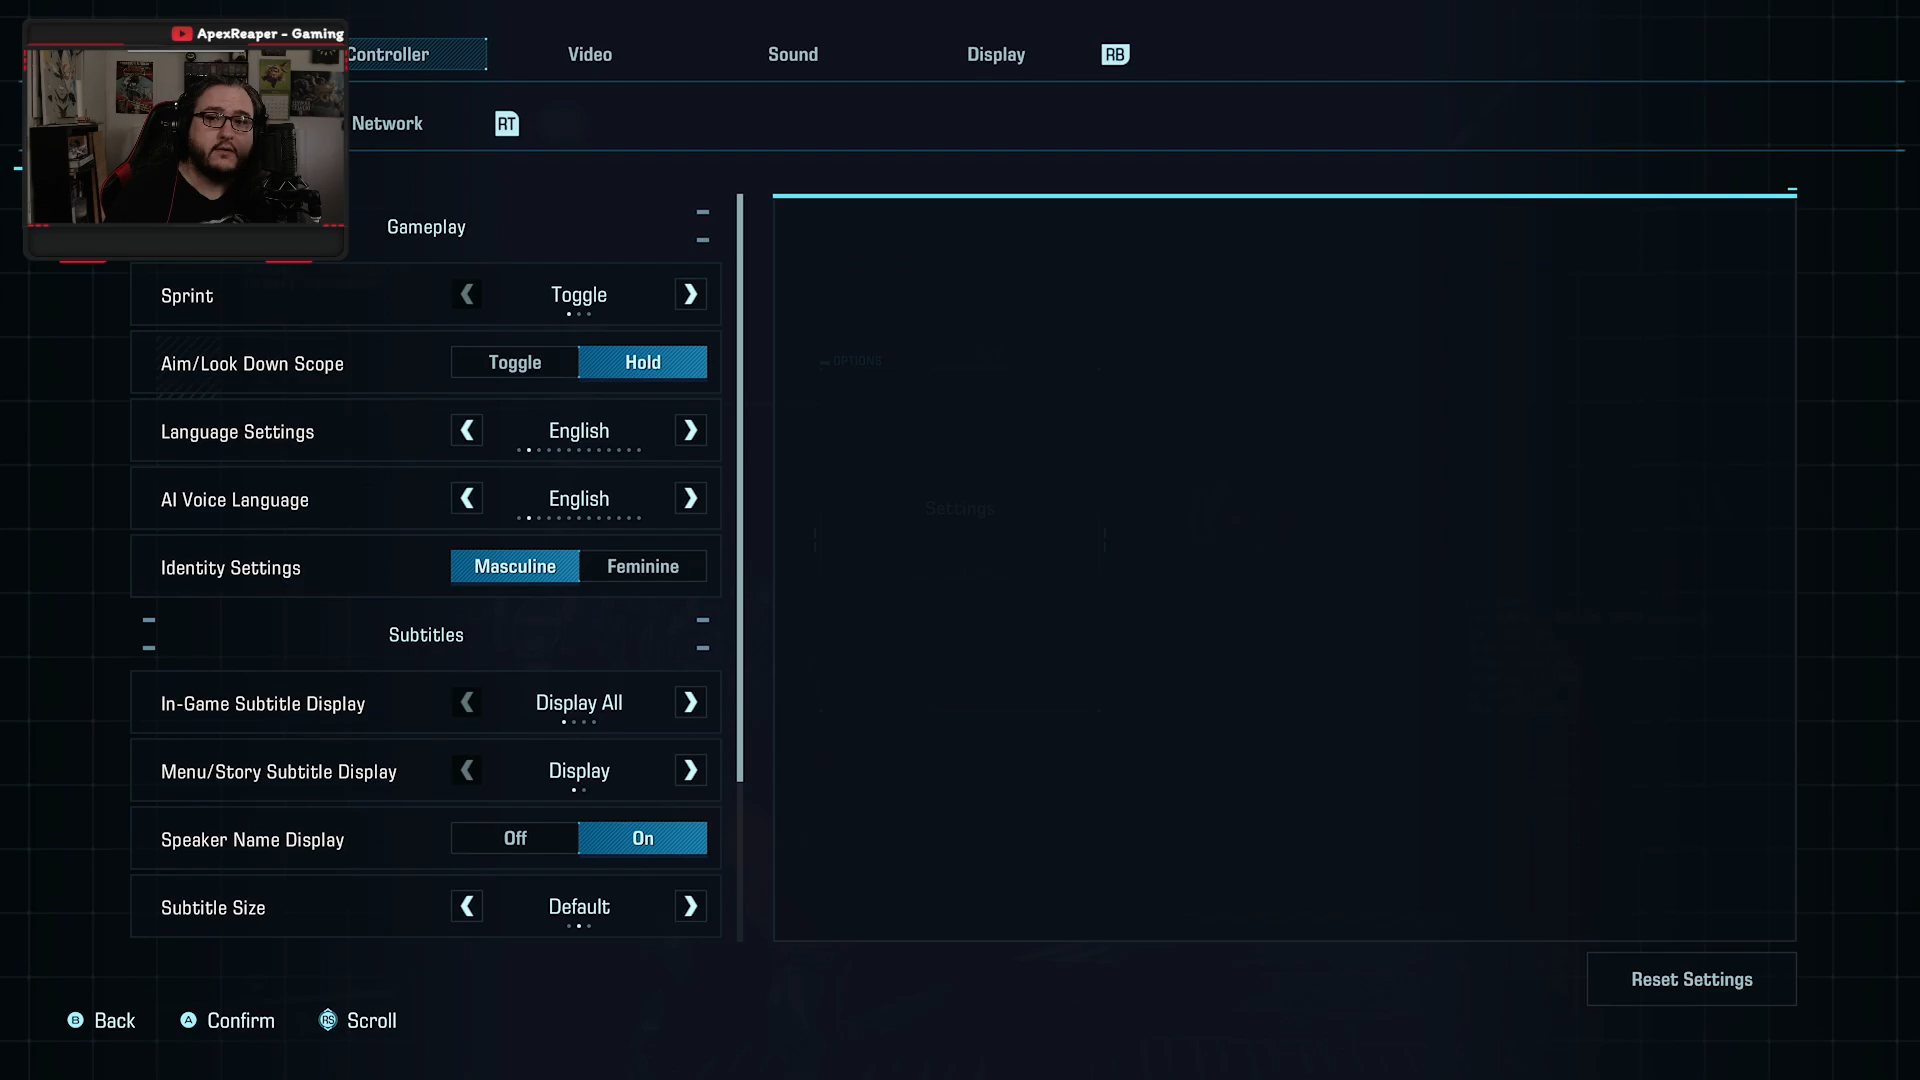 ApexReaper - Gaming
Controller
Video
Sound
Display
RB
Network
RT
Gameplay
Sprint
Toggle
Aim/Look Down Scope
Toggle
Hold
OPTIONS
Language Settings
English
AI Voice Language
English
Settings
Identity Settings
Masculine
Feminine
Subtitles
In-Game Subtitle Display
Display All
Menu/Story Subtitle Display
Display
Speaker Name Display
Off
On
Subtitle Size
Default
Reset Settings
B Back
A Confirm
RS Scroll